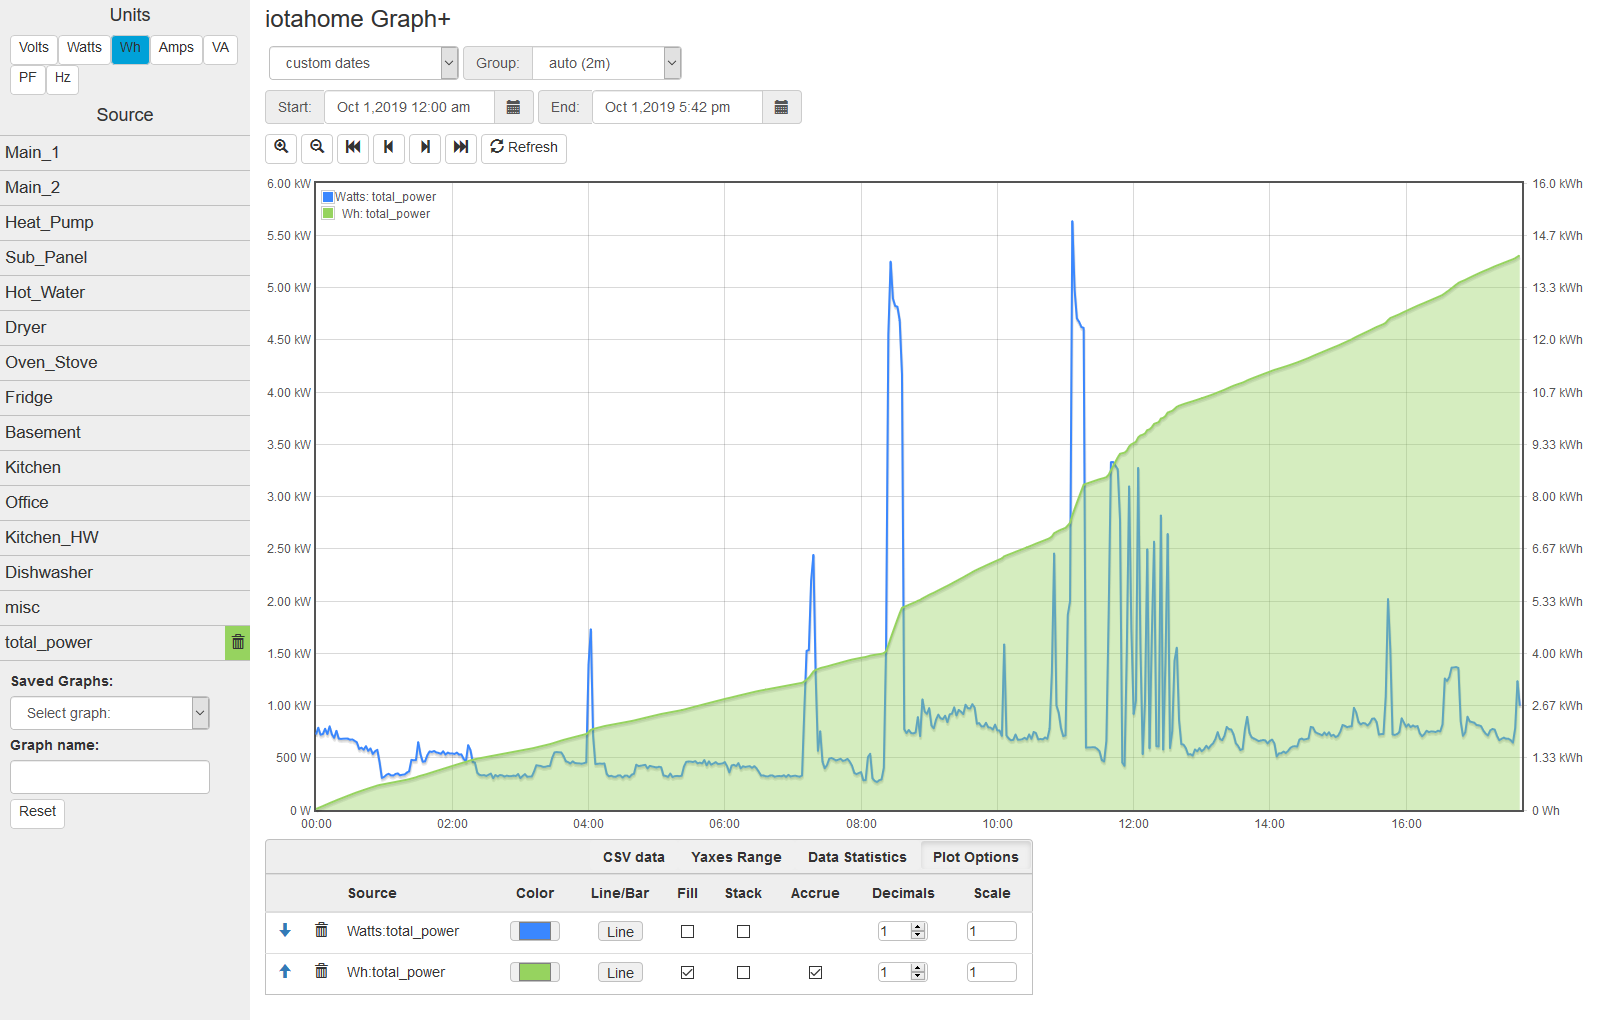 Units
Volts Watts Wh Amps VA
PF Hz
Source
Main_1
Main_2
Heat_Pump
Sub_Panel
Hot_Water
Dryer
Oven_Stove
Fridge
Basement
Kitchen
Office
Kitchen_HW
Dishwasher
misc
total_power
Saved Graphs:
Select graph:
Graph name:
Reset
iotahome Graph+
custom dates Group: auto (2m)
Start: Oct 1,2019 12:00 am End: Oct 1,2019 5:42 pm
Refresh
Watts: total_power
Wh: total_power
6.00 kW
5.50 kW
5.00 kW
4.50 kW
4.00 kW
3.50 kW
3.00 kW
2.50 kW
2.00 kW
1.50 kW
1.00 kW
500 W
0 W
16.0 kWh
14.7 kWh
13.3 kWh
12.0 kWh
10.7 kWh
9.33 kWh
8.00 kWh
6.67 kWh
5.33 kWh
4.00 kWh
2.67 kWh
1.33 kWh
0 Wh
00:00 02:00 04:00 06:00 08:00 10:00 12:00 14:00 16:00
CSV data Yaxes Range Data Statistics Plot Options
Source Color Line/Bar Fill Stack Accrue Decimals Scale
Watts:total_power Line 1 1
Wh:total_power Line 1 1